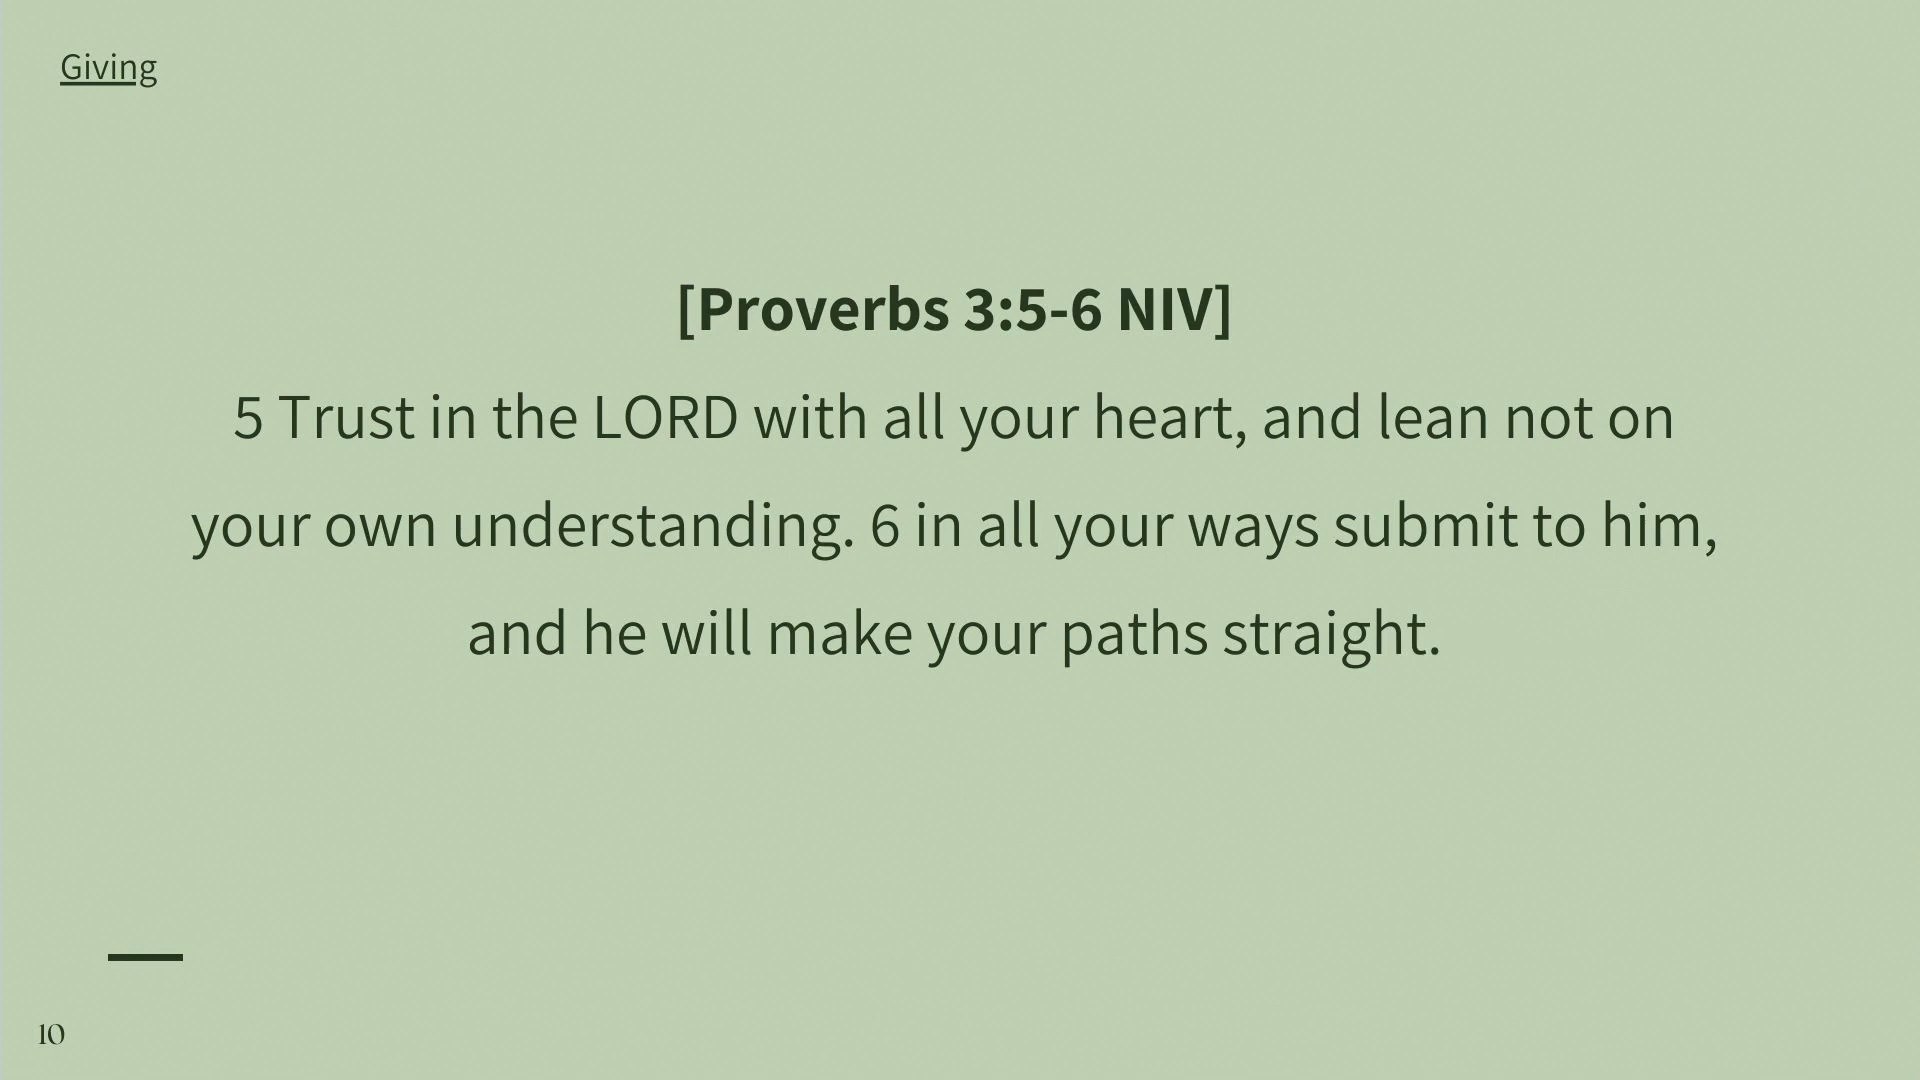 Giving
[Proverbs 3:5-6 NIV]
5 Trust in the LORD with all your heart, and lean not on
your own understanding. 6 in all your ways submit to him,
and he will make your paths straight.
10